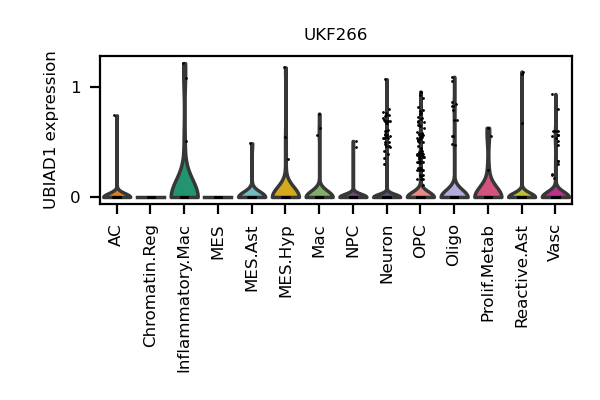 UKF266
UBIAD1 expression
1
0
AC
Chromatin.Reg
Inflammatory.Mac
MES
MES.Ast
MES.Hyp
Mac
NPC
Neuron
OPC
Oligo
Prolif.Metab
Reactive.Ast
Vasc